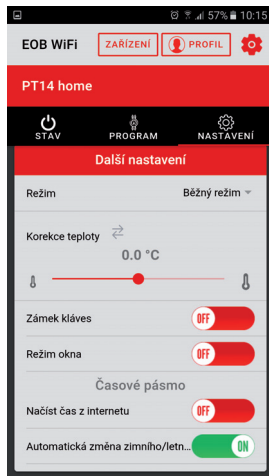 57% 10:15
EOB WiFi ZAŘÍZENÍ PROFIL
PT14 home
STAV PROGRAM NASTAVENÍ
Další nastavení
Režim Běžný režim
Korekce teploty
0.0 °C
Zámek kláves OFF
Režim okna OFF
Časové pásmo
Načíst čas z internetu OFF
Automatická změna zimního/letn... ON